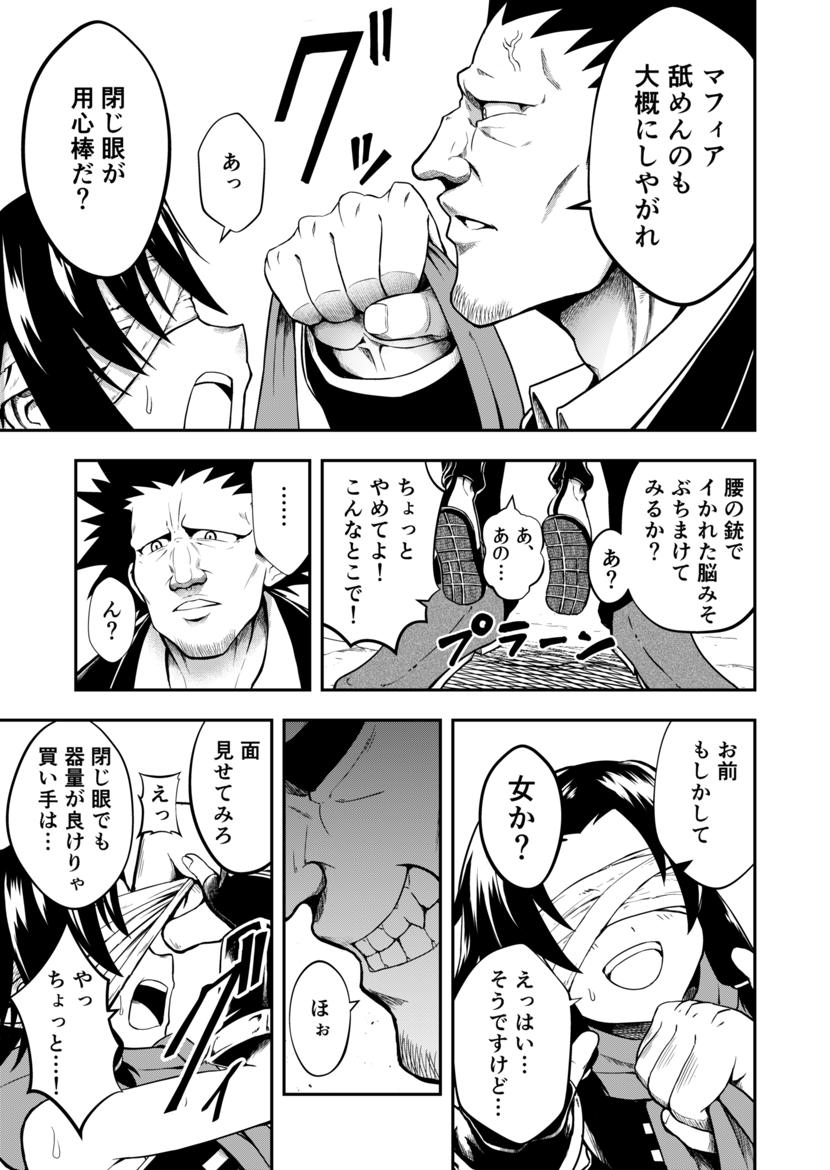 マフィア
舐めんのも
大概にしやがれ
グッ
あっ
閉じ眼が
用心棒だ?
腰の銃で
イかれた脳みそ
ぶちまけて
みるか?
あ?
あ、
あの…
ちょっと
やめてよ!
こんなとこで!
プラーン
……
ん?
お前
もしかして
女か?
えっはい…
そうですけど…
ほぉ
面
見せてみろ
えっ
閉じ眼でも
器量が良けりゃ
買い手は…
やっ
ちょっと…!